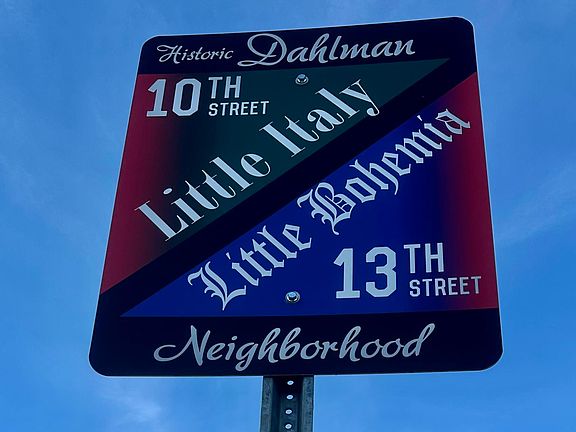 Historic Dahlman
10TH
STREET
Little Italy
Little Bohemia
13TH
STREET
Neighborhood